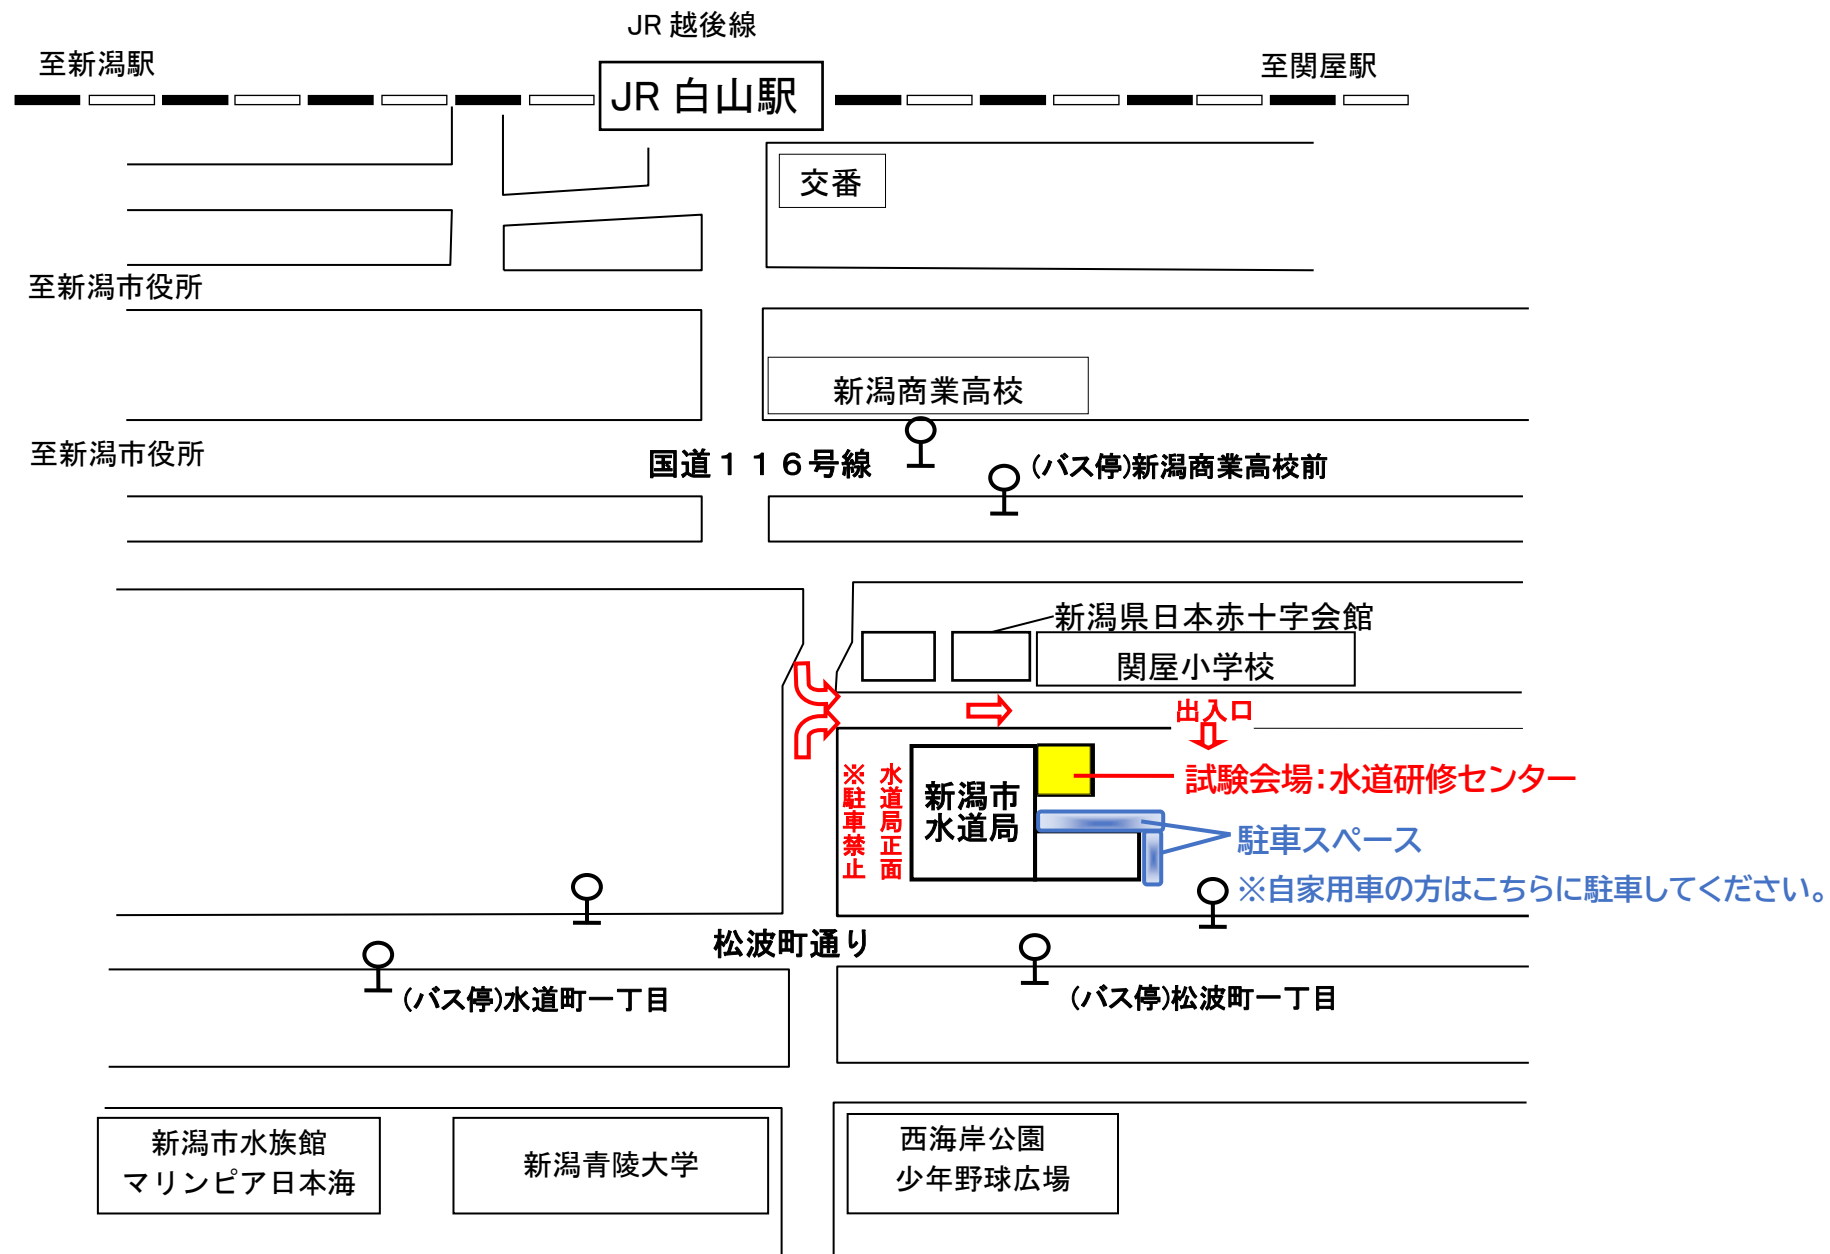 JR 越後線
至新潟駅
至関屋駅
JR 白山駅
交番
至新潟市役所
新潟商業高校
至新潟市役所
国道１１６号線
(バス停)新潟商業高校前
新潟県日本赤十字会館
関屋小学校
出入口
試験会場：水道研修センター
水道局正面
※駐車禁止
新潟市
水道局
駐車スペース
※自家用車の方はこちらに駐車してください。
松波町通り
(バス停)水道町一丁目
(バス停)松波町一丁目
新潟市水族館
マリンピア日本海
新潟青陵大学
西海岸公園
少年野球広場